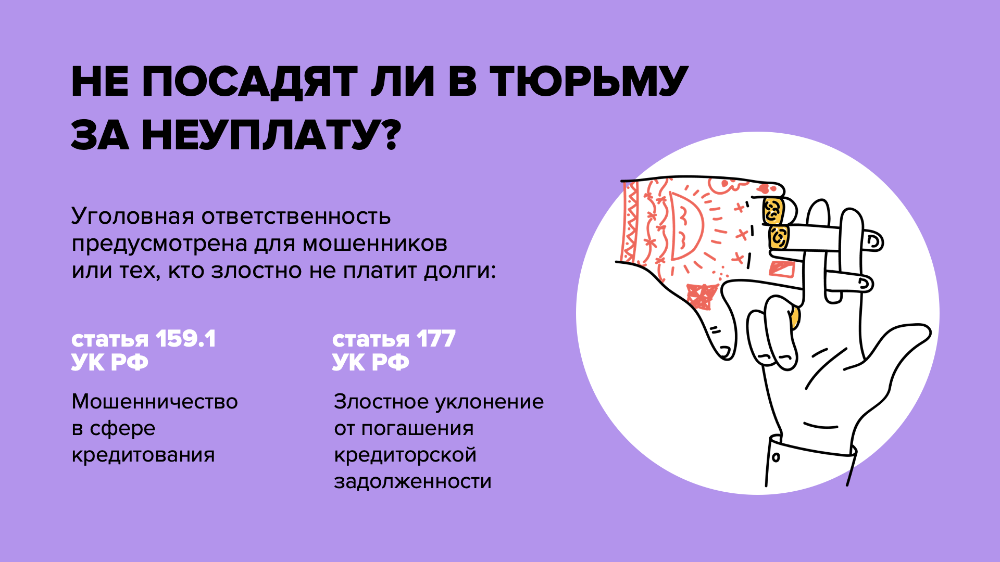 НЕ ПОСАДЯТ ЛИ В ТЮРЬМУ
ЗА НЕУПЛАТУ?
Уголовная ответственность
предусмотрена для мошенников
или тех, кто злостно не платит долги:
статья 159.1
УК РФ
Мошенничество
в сфере
кредитования
статья 177
УК РФ
Злостное уклонение
от погашения
кредиторской
задолженности